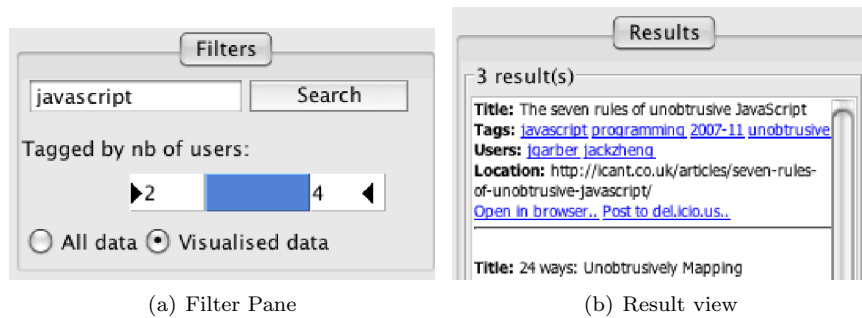 Filters
javascript Search
Tagged by nb of users:
2 4
All data Visualised data
(a) Filter Pane
Results
3 result(s)
Title: The seven rules of unobtrusive JavaScript
Tags: javascript programming 2007-11 unobtrusive
Users: jgarber jackzheng
Location: http://icant.co.uk/articles/seven-rules-
of-unobtrusive-javascript/
Open in browser.. Post to del.icio.us..
Title: 24 ways: Unobtrusively Mapping
(b) Result view